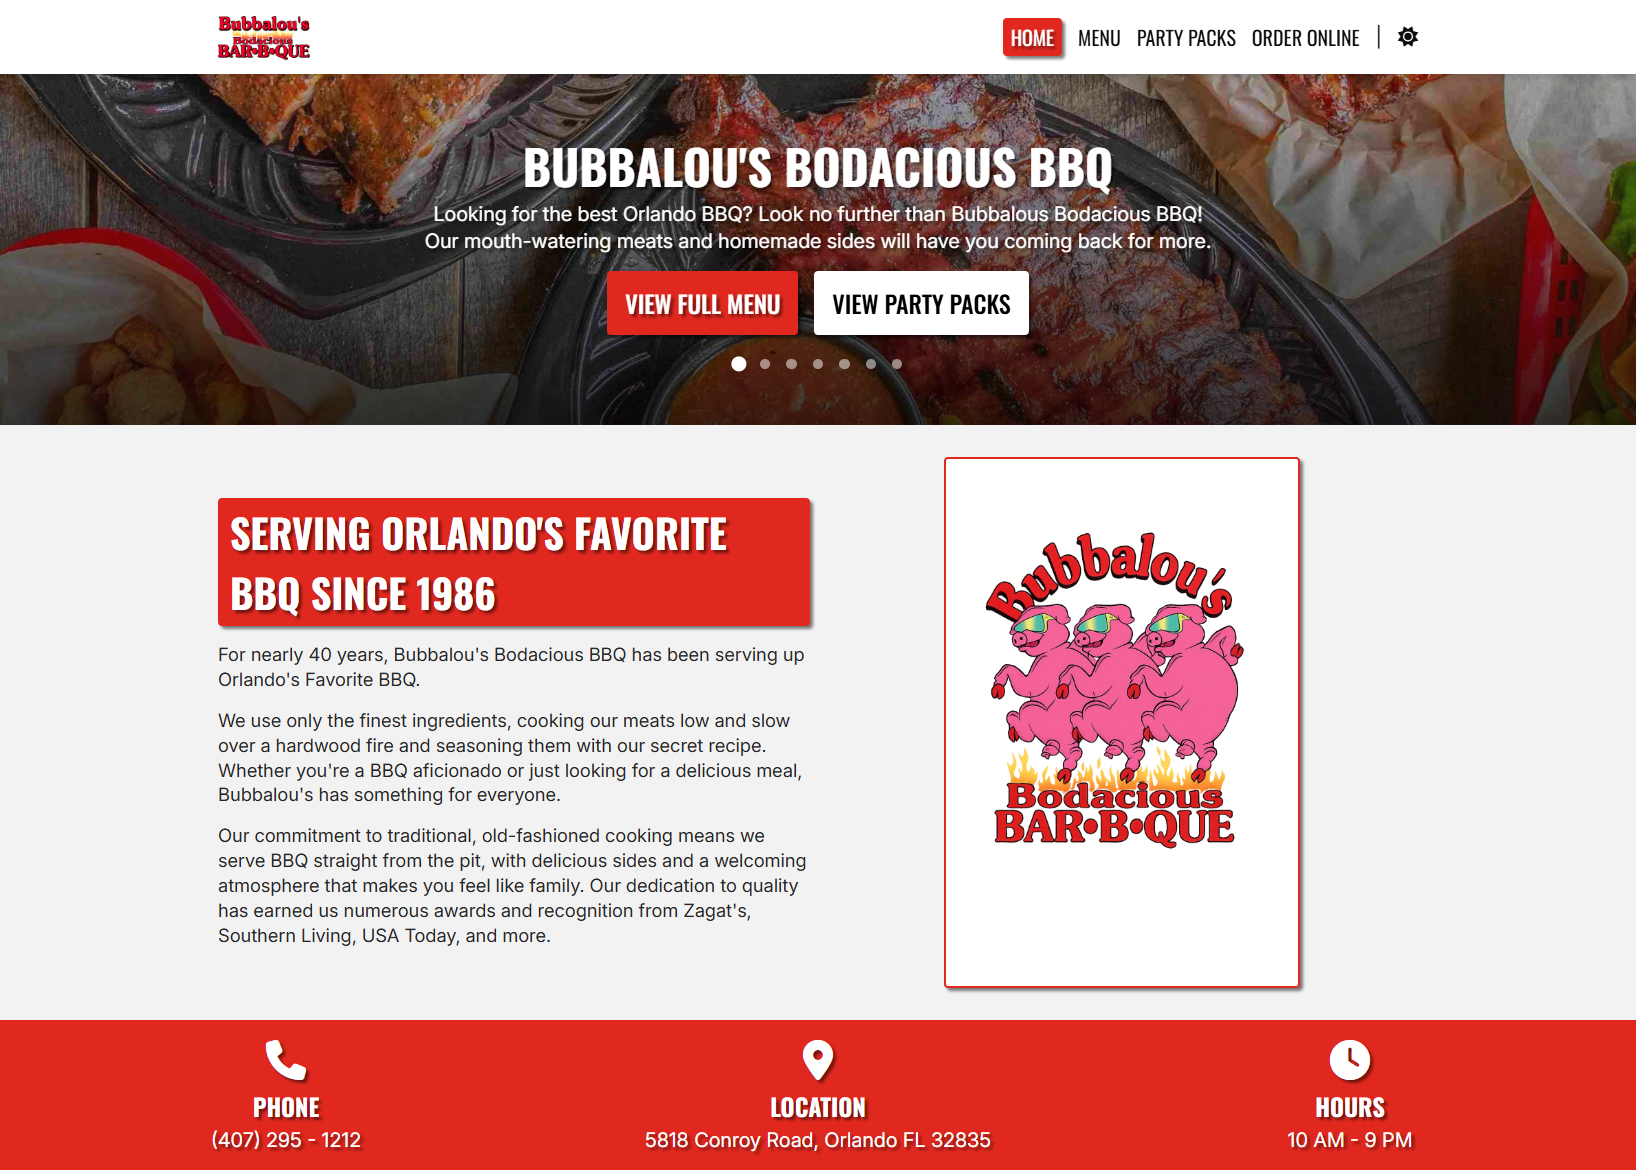 Bubbalou's
Bodacious
BAR•B•QUE
HOME
MENU
PARTY PACKS
ORDER ONLINE
BUBBALOU'S BODACIOUS BBQ
Looking for the best Orlando BBQ? Look no further than Bubbalous Bodacious BBQ!
Our mouth-watering meats and homemade sides will have you coming back for more.
VIEW FULL MENU
VIEW PARTY PACKS
SERVING ORLANDO'S FAVORITE
BBQ SINCE 1986
For nearly 40 years, Bubbalou's Bodacious BBQ has been serving up
Orlando's Favorite BBQ.
We use only the finest ingredients, cooking our meats low and slow
over a hardwood fire and seasoning them with our secret recipe.
Whether you're a BBQ aficionado or just looking for a delicious meal,
Bubbalou's has something for everyone.
Our commitment to traditional, old-fashioned cooking means we
serve BBQ straight from the pit, with delicious sides and a welcoming
atmosphere that makes you feel like family. Our dedication to quality
has earned us numerous awards and recognition from Zagat's,
Southern Living, USA Today, and more.
Bubbalou's
Bodacious
BAR•B•QUE
PHONE
(407) 295 - 1212
LOCATION
5818 Conroy Road, Orlando FL 32835
HOURS
10 AM - 9 PM